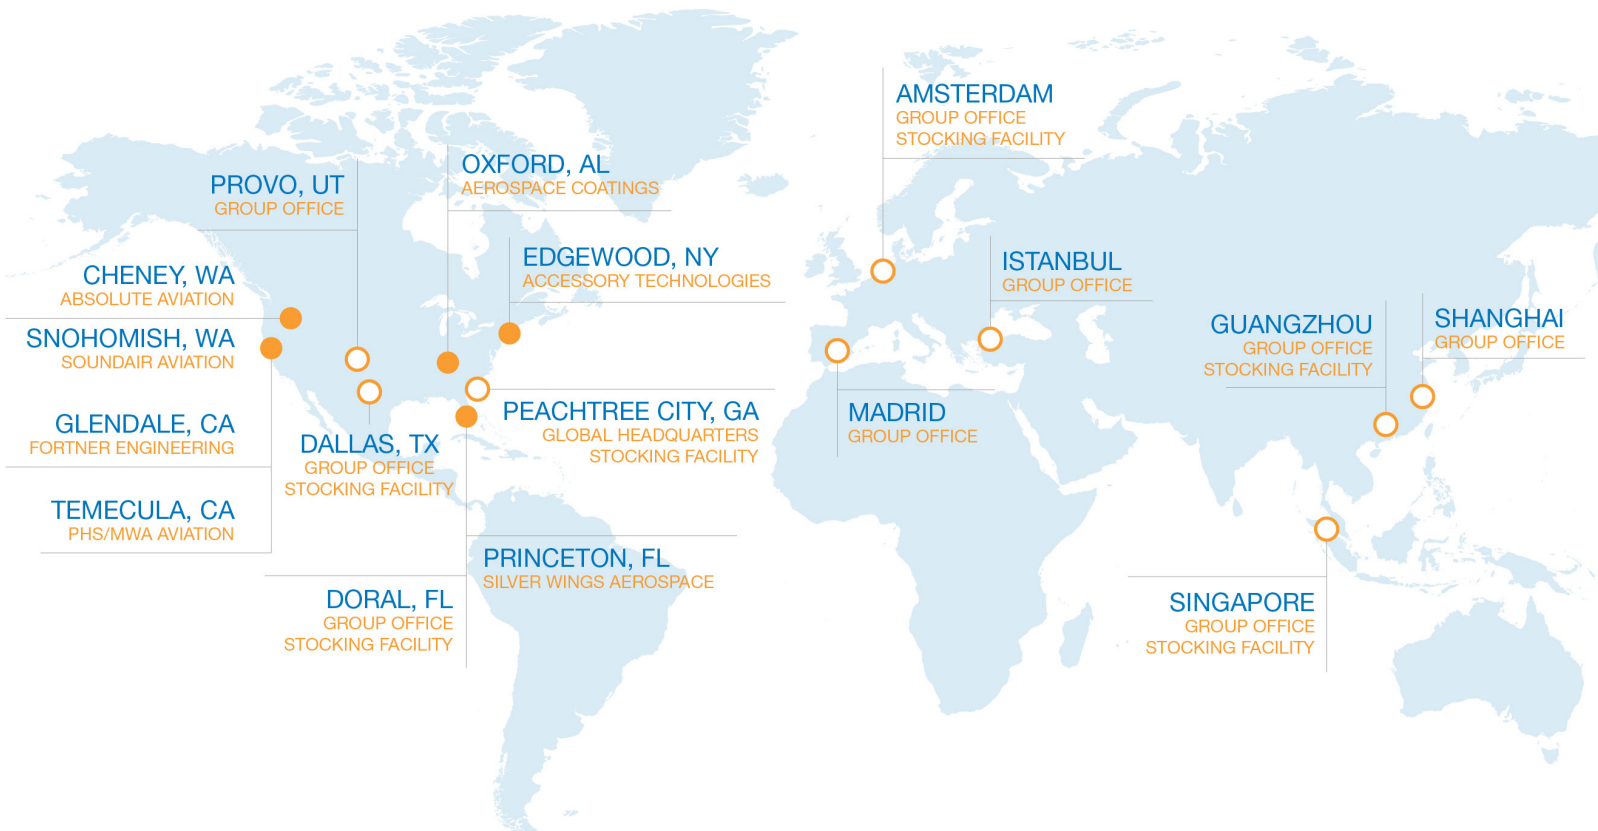 AMSTERDAM
GROUP OFFICE
STOCKING FACILITY
OXFORD, AL
AEROSPACE COATINGS
PROVO, UT
GROUP OFFICE
EDGEWOOD, NY
ACCESSORY TECHNOLOGIES
ISTANBUL
GROUP OFFICE
CHENEY, WA
ABSOLUTE AVIATION
SNOHOMISH, WA
SOUNDAIR AVIATION
GUANGZHOU
GROUP OFFICE
STOCKING FACILITY
SHANGHAI
GROUP OFFICE
GLENDALE, CA
FORTNER ENGINEERING
DALLAS, TX
GROUP OFFICE
STOCKING FACILITY
PEACHTREE CITY, GA
GLOBAL HEADQUARTERS
STOCKING FACILITY
MADRID
GROUP OFFICE
TEMECULA, CA
PHS/MWA AVIATION
PRINCETON, FL
SILVER WINGS AEROSPACE
DORAL, FL
GROUP OFFICE
STOCKING FACILITY
SINGAPORE
GROUP OFFICE
STOCKING FACILITY